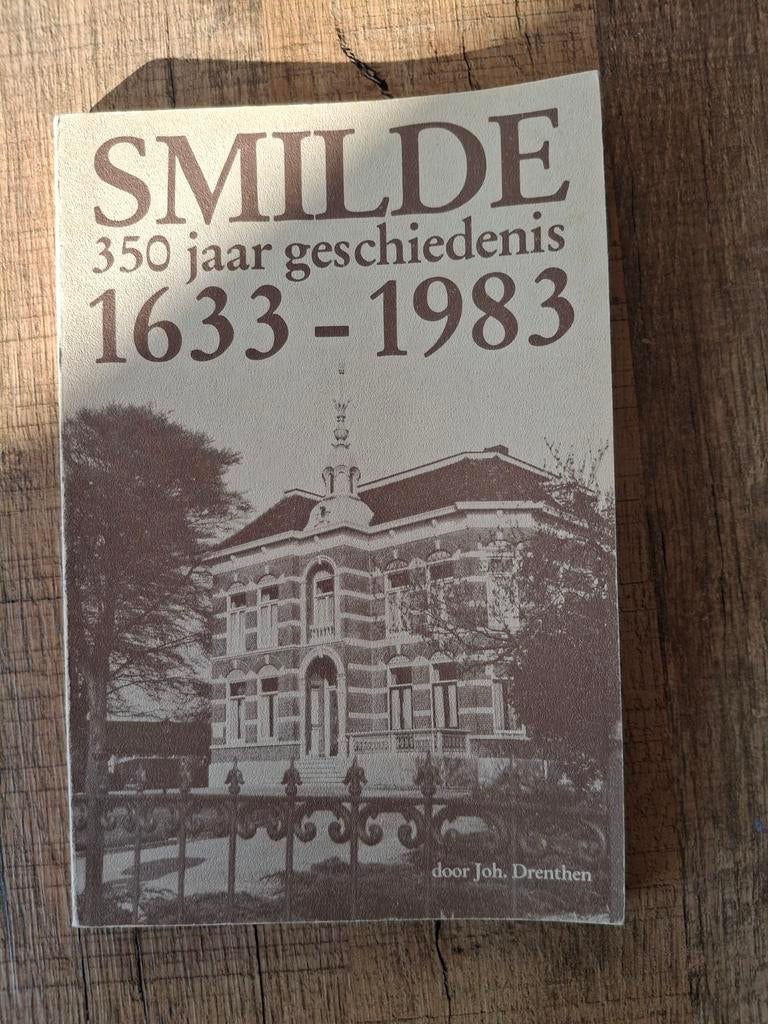 SMILDE
350 jaar geschiedenis
1633 – 1983
door Joh. Drenthen